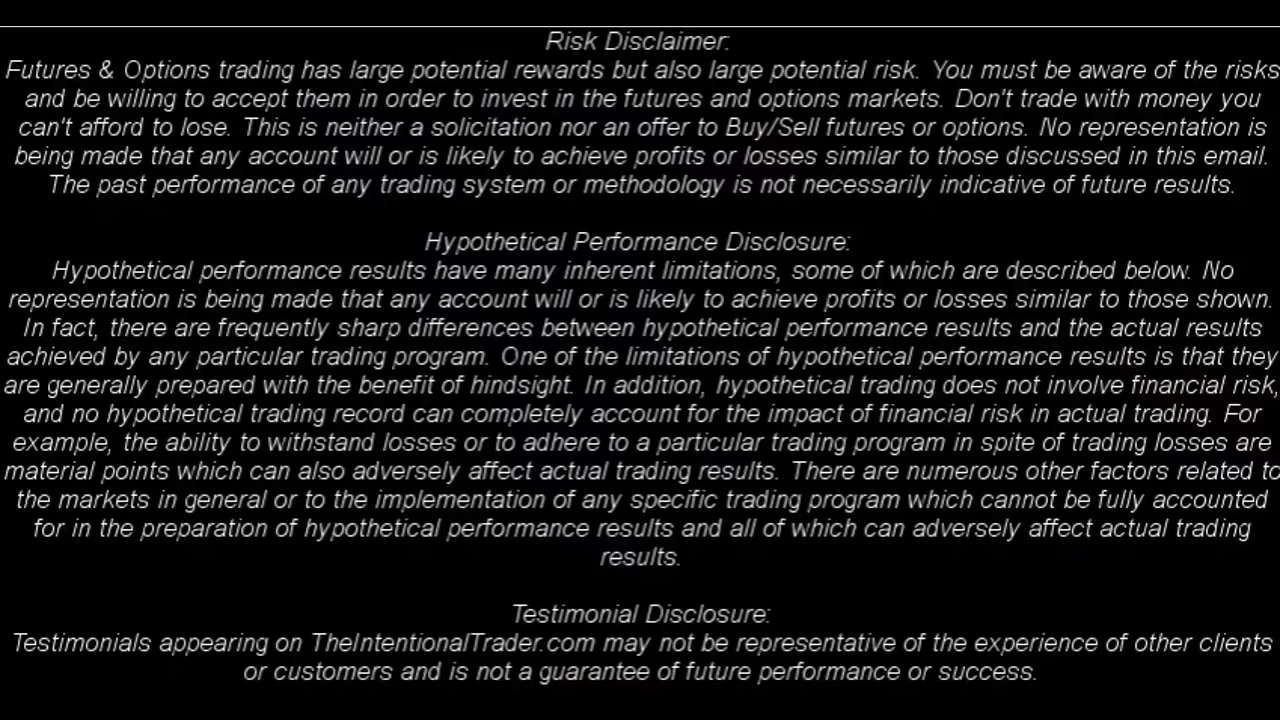 Risk Disclaimer:
Futures & Options trading has large potential rewards but also large potential risk. You must be aware of the risks
and be willing to accept them in order to invest in the futures and options markets. Don't trade with money you
can't afford to lose. This is neither a solicitation nor an offer to Buy/Sell futures or options. No representation is
being made that any account will or is likely to achieve profits or losses similar to those discussed in this email.
The past performance of any trading system or methodology is not necessarily indicative of future results.
Hypothetical Performance Disclosure:
Hypothetical performance results have many inherent limitations, some of which are described below. No
representation is being made that any account will or is likely to achieve profits or losses similar to those shown.
In fact, there are frequently sharp differences between hypothetical performance results and the actual results
achieved by any particular trading program. One of the limitations of hypothetical performance results is that they
are generally prepared with the benefit of hindsight. In addition, hypothetical trading does not involve financial risk,
and no hypothetical trading record can completely account for the impact of financial risk in actual trading. For
example, the ability to withstand losses or to adhere to a particular trading program in spite of trading losses are
material points which can also adversely affect actual trading results. There are numerous other factors related to
the markets in general or to the implementation of any specific trading program which cannot be fully accounted
for in the preparation of hypothetical performance results and all of which can adversely affect actual trading
results.
Testimonial Disclosure:
Testimonials appearing on TheIntentionalTrader.com may not be representative of the experience of other clients
or customers and is not a guarantee of future performance or success.